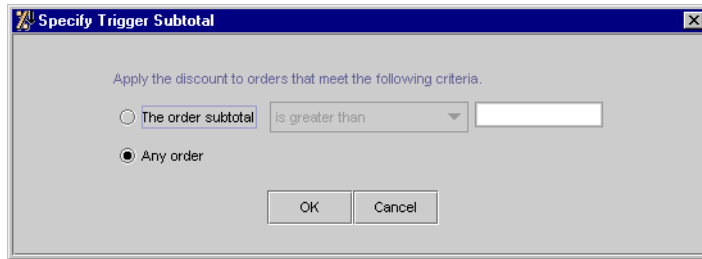 Specify Trigger Subtotal
Apply the discount to orders that meet the following criteria.
The order subtotal is greater than
Any order
OK Cancel